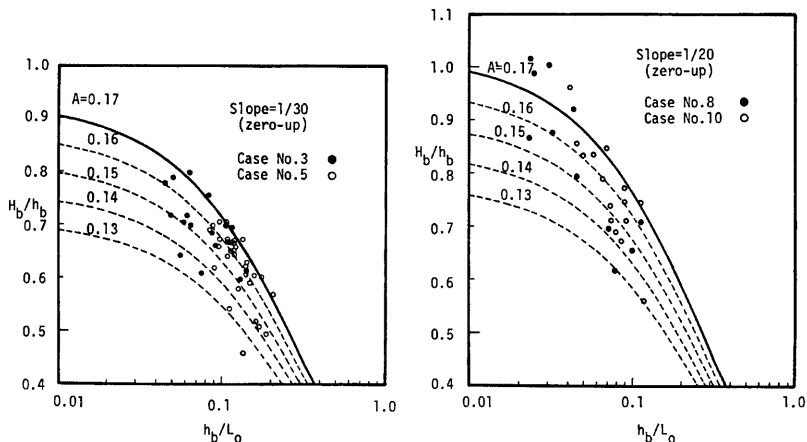 1.0
0.9
0.8
0.7
0.6
0.5
0.4
H_b/h_b
A=0.17
0.16
0.15
0.14
0.13
Slope=1/30
(zero-up)
Case No.3 ●
Case No.5 ○
0.01
0.1
1.0
h_b/L_o
1.1
1.0
0.9
0.8
0.7
0.6
0.5
0.4
H_b/h_b
A=0.17
0.16
0.15
0.14
0.13
Slope=1/20
(zero-up)
Case No.8 ●
Case No.10 ○
0.01
0.1
1.0
h_b/L_o